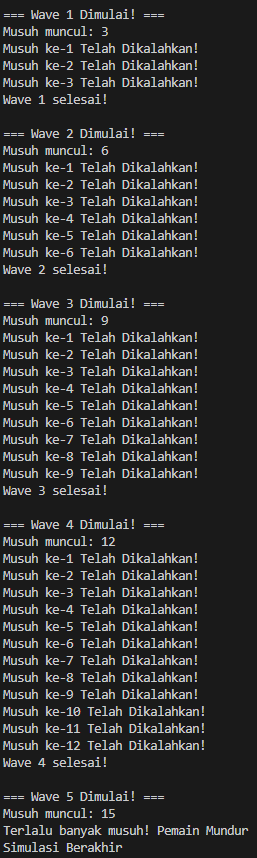 === Wave 1 Dimulai! ===
Musuh muncul: 3
Musuh ke-1 Telah Dikalahkan!
Musuh ke-2 Telah Dikalahkan!
Musuh ke-3 Telah Dikalahkan!
Wave 1 selesai!

=== Wave 2 Dimulai! ===
Musuh muncul: 6
Musuh ke-1 Telah Dikalahkan!
Musuh ke-2 Telah Dikalahkan!
Musuh ke-3 Telah Dikalahkan!
Musuh ke-4 Telah Dikalahkan!
Musuh ke-5 Telah Dikalahkan!
Musuh ke-6 Telah Dikalahkan!
Wave 2 selesai!

=== Wave 3 Dimulai! ===
Musuh muncul: 9
Musuh ke-1 Telah Dikalahkan!
Musuh ke-2 Telah Dikalahkan!
Musuh ke-3 Telah Dikalahkan!
Musuh ke-4 Telah Dikalahkan!
Musuh ke-5 Telah Dikalahkan!
Musuh ke-6 Telah Dikalahkan!
Musuh ke-7 Telah Dikalahkan!
Musuh ke-8 Telah Dikalahkan!
Musuh ke-9 Telah Dikalahkan!
Wave 3 selesai!

=== Wave 4 Dimulai! ===
Musuh muncul: 12
Musuh ke-1 Telah Dikalahkan!
Musuh ke-2 Telah Dikalahkan!
Musuh ke-3 Telah Dikalahkan!
Musuh ke-4 Telah Dikalahkan!
Musuh ke-5 Telah Dikalahkan!
Musuh ke-6 Telah Dikalahkan!
Musuh ke-7 Telah Dikalahkan!
Musuh ke-8 Telah Dikalahkan!
Musuh ke-9 Telah Dikalahkan!
Musuh ke-10 Telah Dikalahkan!
Musuh ke-11 Telah Dikalahkan!
Musuh ke-12 Telah Dikalahkan!
Wave 4 selesai!

=== Wave 5 Dimulai! ===
Musuh muncul: 15
Terlalu banyak musuh! Pemain Mundur
Simulasi Berakhir